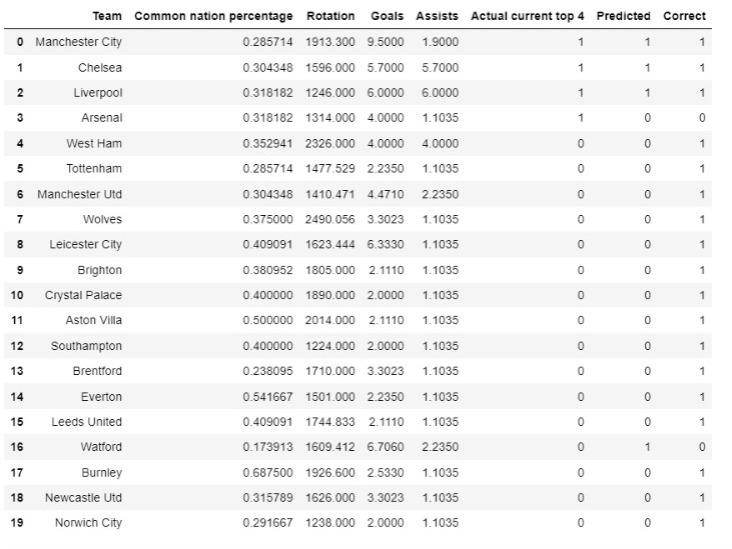 Team Common nation percentage Rotation Goals Assists Actual current top 4 Predicted Correct
0 Manchester City 0.285714 1913.300 9.5000 1.9000 1 1 1
1 Chelsea 0.304348 1596.000 5.7000 5.7000 1 1 1
2 Liverpool 0.318182 1246.000 6.0000 6.0000 1 1 1
3 Arsenal 0.318182 1314.000 4.0000 1.1035 1 0 0
4 West Ham 0.352941 2326.000 4.0000 4.0000 0 0 1
5 Tottenham 0.285714 1477.529 2.2350 1.1035 0 0 1
6 Manchester Utd 0.304348 1410.471 4.4710 2.2350 0 0 1
7 Wolves 0.375000 2490.056 3.3023 1.1035 0 0 1
8 Leicester City 0.409091 1623.444 6.3330 1.1035 0 0 1
9 Brighton 0.380952 1805.000 2.1110 1.1035 0 0 1
10 Crystal Palace 0.400000 1890.000 2.0000 1.1035 0 0 1
11 Aston Villa 0.500000 2014.000 2.1110 1.1035 0 0 1
12 Southampton 0.400000 1224.000 2.0000 1.1035 0 0 1
13 Brentford 0.238095 1710.000 3.3023 1.1035 0 0 1
14 Everton 0.541667 1501.000 2.2350 1.1035 0 0 1
15 Leeds United 0.409091 1744.833 2.1110 1.1035 0 0 1
16 Watford 0.173913 1609.412 6.7060 2.2350 0 1 0
17 Burnley 0.687500 1926.600 2.5330 1.1035 0 0 1
18 Newcastle Utd 0.315789 1626.000 3.3023 1.1035 0 0 1
19 Norwich City 0.291667 1238.000 2.0000 1.1035 0 0 1